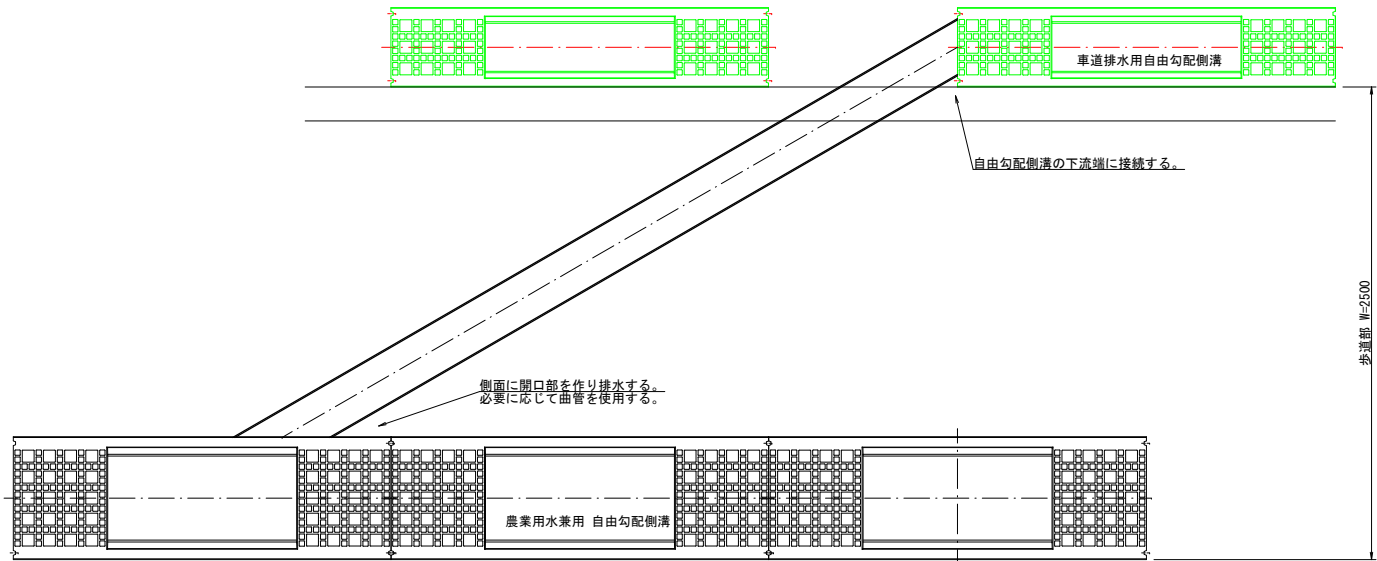 車道排水用自由勾配側溝
自由勾配側溝の下流端に接続する。
歩道部 W=2500
側面に開口部を作り排水する。
必要に応じて曲管を使用する。
農業用水兼用 自由勾配側溝